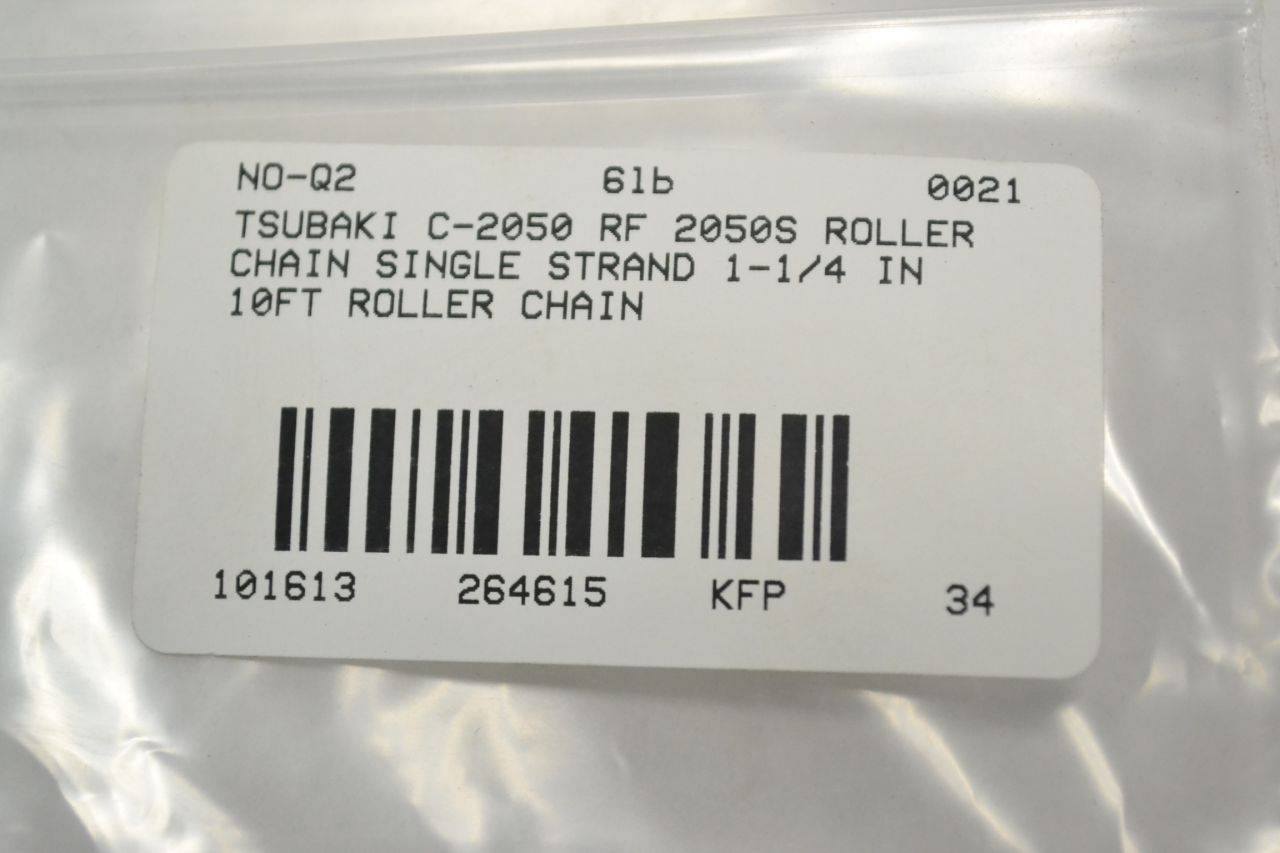 NO-Q2 6lb 0021
TSUBAKI C-2050 RF 2050S ROLLER
CHAIN SINGLE STRAND 1-1/4 IN
10FT ROLLER CHAIN
101613 264615 KFP 34